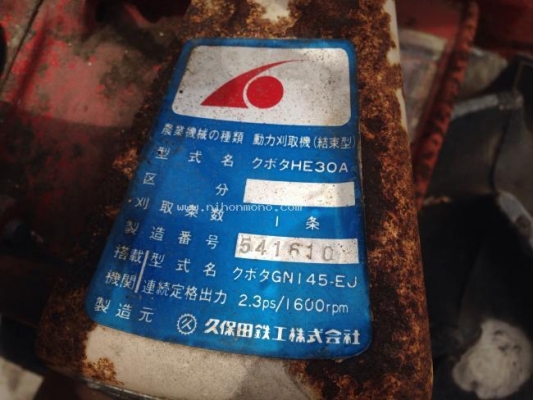 農業機械の種類 動力刈取機(結束型)
型式名 クボタHE30A
区分
刈取条数 1条
www.nihonmono.com
製造番号 541610
搭載機関 型式名 クボタGN145-EJ
連続定格出力 2.3ps/1600rpm
製造元 久保田鉄工株式会社